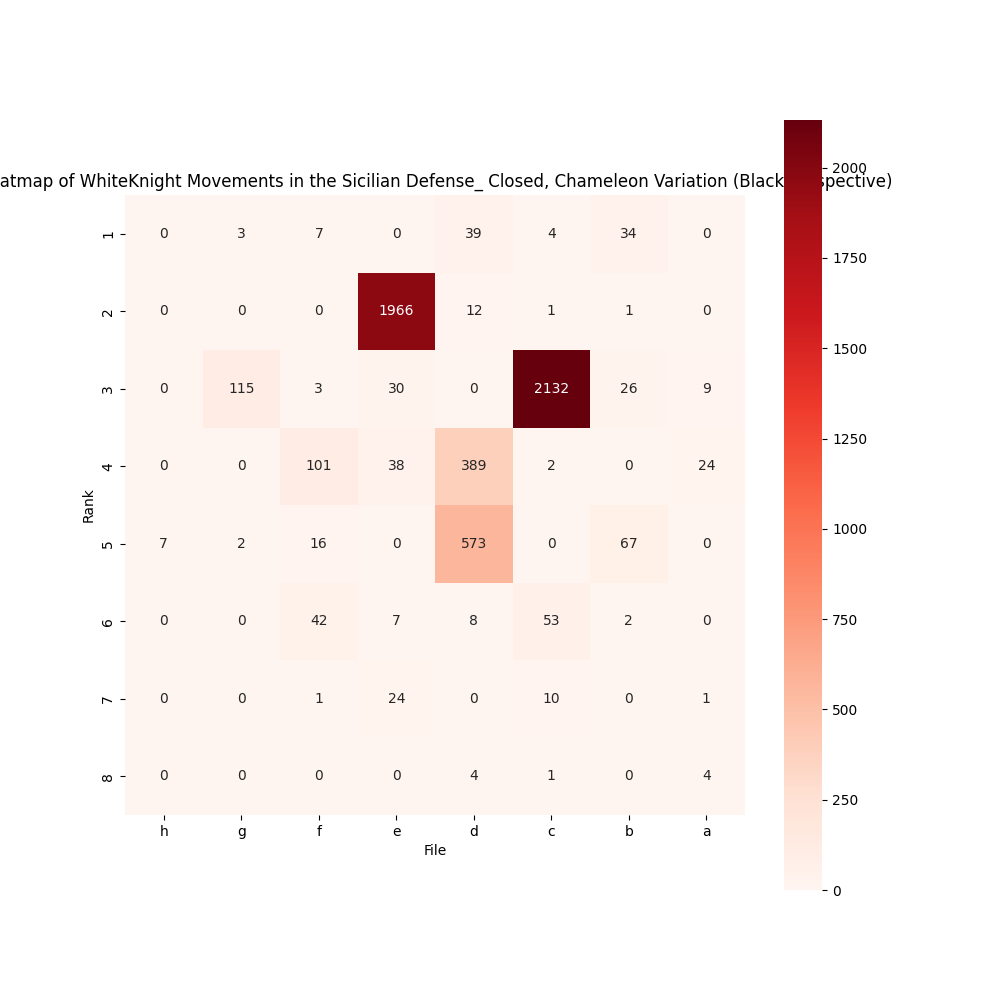 atmap of WhiteKnight Movements in the Sicilian Defense_ Closed, Chameleon Variation (Black spective)
2000
1 0 3 7 0 39 4 34 0
1750
2 0 0 0 1966 12 1 1 0
1500
3 0 115 3 30 0 2132 26 9
1250
4 0 0 101 38 389 2 0 24
Rank
1000
5 7 2 16 0 573 0 67 0
750
6 0 0 42 7 8 53 2 0
500
7 0 0 1 24 0 10 0 1
250
8 0 0 0 0 4 1 0 4
h g f e d c b a
File
0